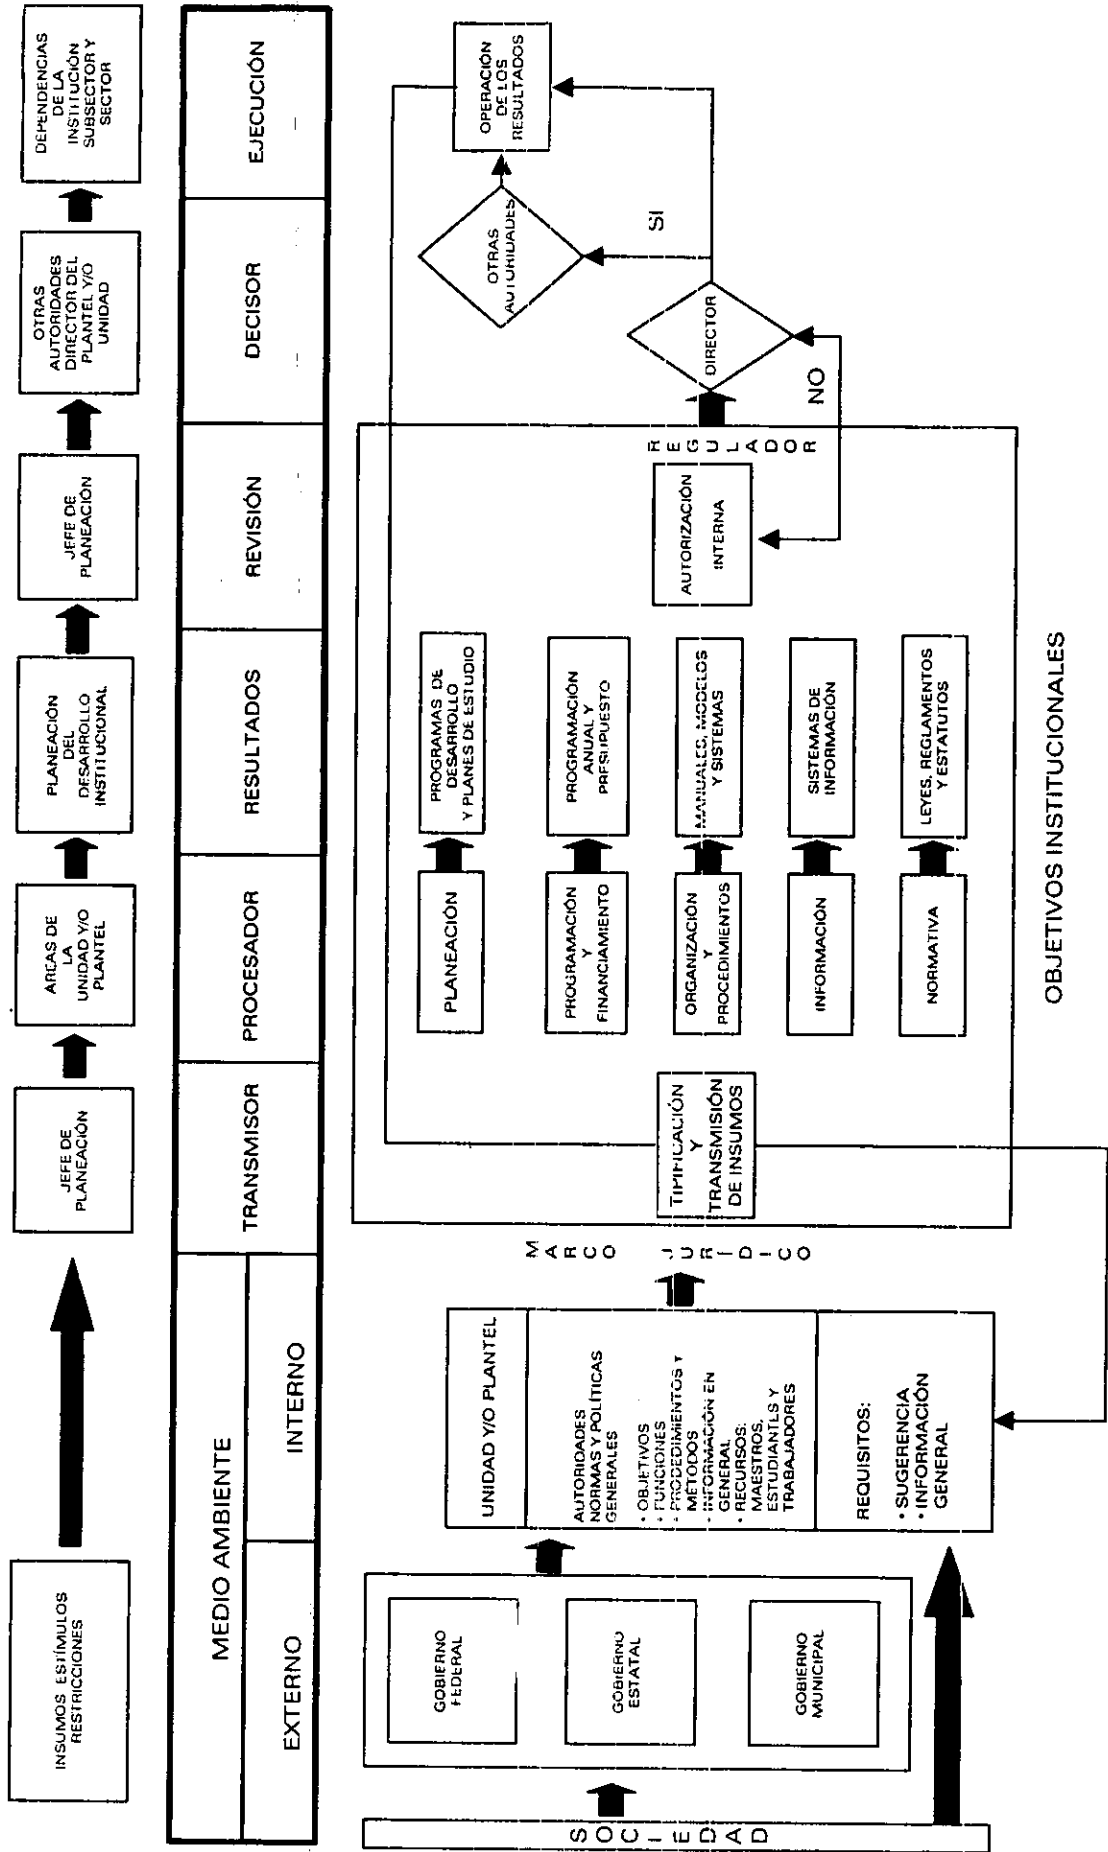 INSUMOS ESTÍMULOS
RESTRICCIONES
JEFE DE
PLANEACIÓN
AREAS DE
LA
UNIDAD Y/O
PLANTEL
PLANEACIÓN
DEL
DESARROLLO
INSTITUCIONAL
JEFE DE
PLANEACIÓN
OTRAS
AUTORIDADES
DIRECTOR DEL
PLANTEL Y/O
UNIDAD
DEPENDENCIAS
DE LA
INSTITUCIÓN
SUBSECTOR Y
SECTOR
MEDIO AMBIENTE
EXTERNO
INTERNO
TRANSMISOR
PROCESADOR
RESULTADOS
REVISIÓN
DECISOR
EJECUCIÓN
SOCIEDAD
GOBIERNO
FEDERAL
GOBIERNO
ESTATAL
GOBIERNO
MUNICIPAL
UNIDAD Y/O PLANTEL
AUTORIDADES
NORMAS Y POLÍTICAS
GENERALES
• OBJETIVOS
• FUNCIONES
• PROCEDIMIENTOS Y
MÉTODOS
• INFORMACIÓN EN
GENERAL
• RECURSOS:
MAESTROS,
ESTUDIANTES Y
TRABAJADORES
REQUISITOS:
• SUGERENCIA
• INFORMACIÓN
GENERAL
MARCO JURÍDICO
TIPIFICACIÓN
Y
TRANSMISIÓN
DE INSUMOS
PLANEACIÓN
PROGRAMAS DE
DESARROLLO
Y PLANES DE ESTUDIO
PROGRAMACIÓN
Y
FINANCIAMIENTO
PROGRAMACIÓN
ANUAL Y
PRESUPUESTO
ORGANIZACIÓN
Y
PROCEDIMIENTOS
MANUALES, MODELOS
Y SISTEMAS
INFORMACIÓN
SISTEMAS DE
INFORMACIÓN
NORMATIVA
LEYES, REGLAMENTOS
Y ESTATUTOS
AUTORIZACIÓN
INTERNA
REGULADOR
DIRECTOR
NO
SI
OTRAS
AUTORIDADES
OPERACIÓN
DE LOS
RESULTADOS
OBJETIVOS INSTITUCIONALES